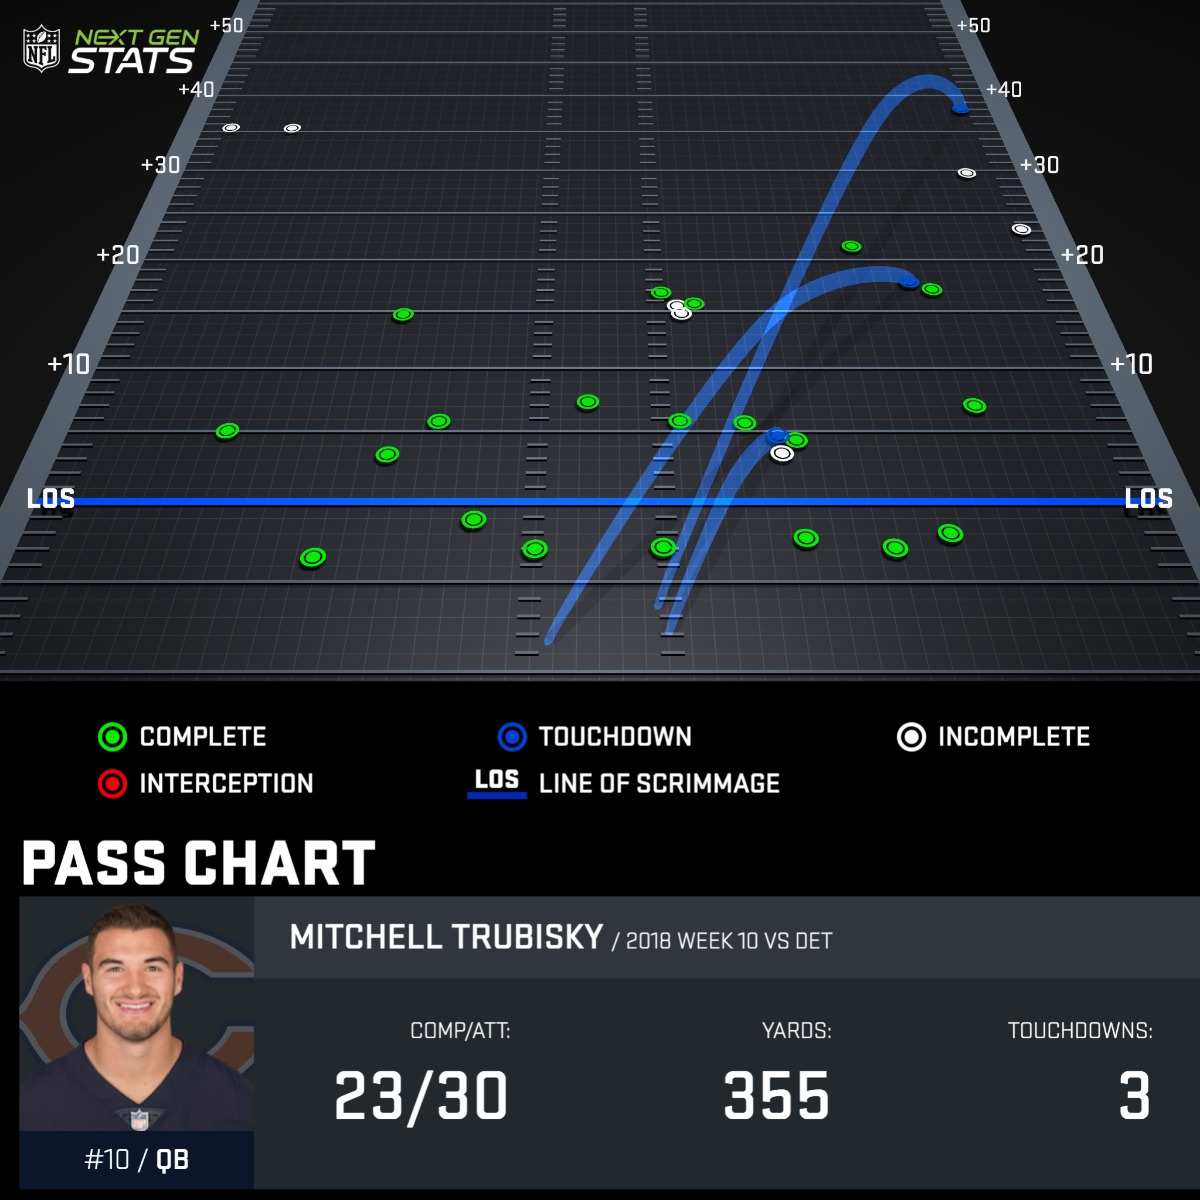 NFL
NEXT GEN
STATS
+50
+50
+40
+40
+30
+30
+20
+20
+10
+10
LOS
LOS
COMPLETE
TOUCHDOWN
INCOMPLETE
INTERCEPTION
LOS
LINE OF SCRIMMAGE
PASS CHART
MITCHELL TRUBISKY / 2018 WEEK 10 VS DET
COMP/ATT:
YARDS:
TOUCHDOWNS:
23/30
355
3
#10 / QB